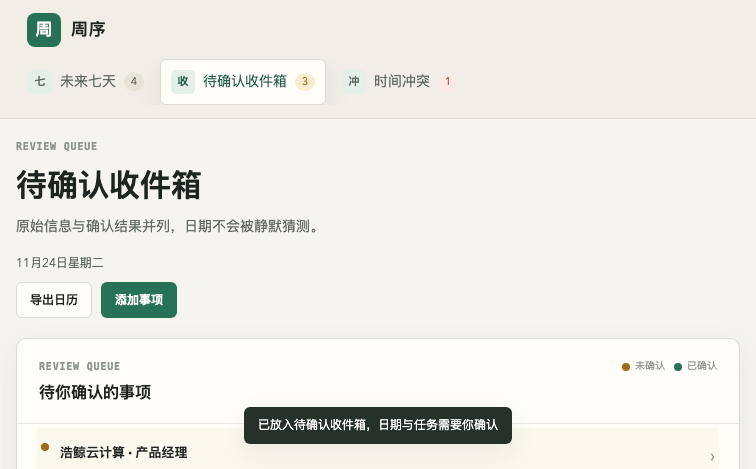 周 周序
七 未来七天 4 收 待确认收件箱 3 冲 时间冲突 1
REVIEW QUEUE
待确认收件箱
原始信息与确认结果并列，日期不会被静默猜测。
11月24日星期二
导出日历 添加事项
REVIEW QUEUE
未确认 已确认
待你确认的事项
已放入待确认收件箱，日期与任务需要你确认
浩鲸云计算 · 产品经理